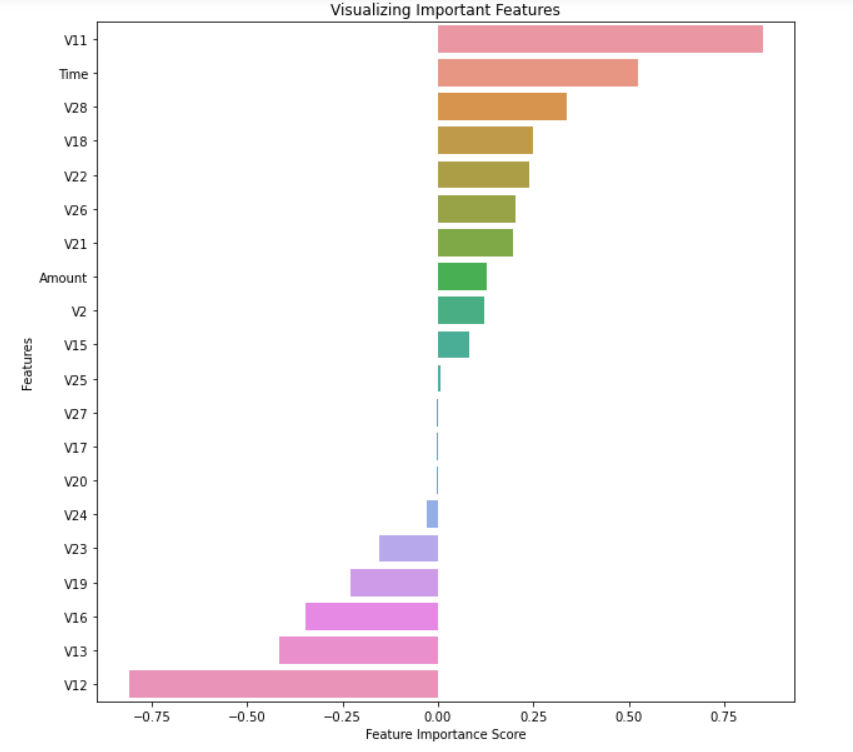 Visualizing Important Features
V11
Time
V28
V18
V22
V26
V21
Amount
V2
V15
V25
V27
V17
V20
V24
V23
V19
V16
V13
V12
Features
−0.75 −0.50 −0.25 0.00 0.25 0.50 0.75
Feature Importance Score